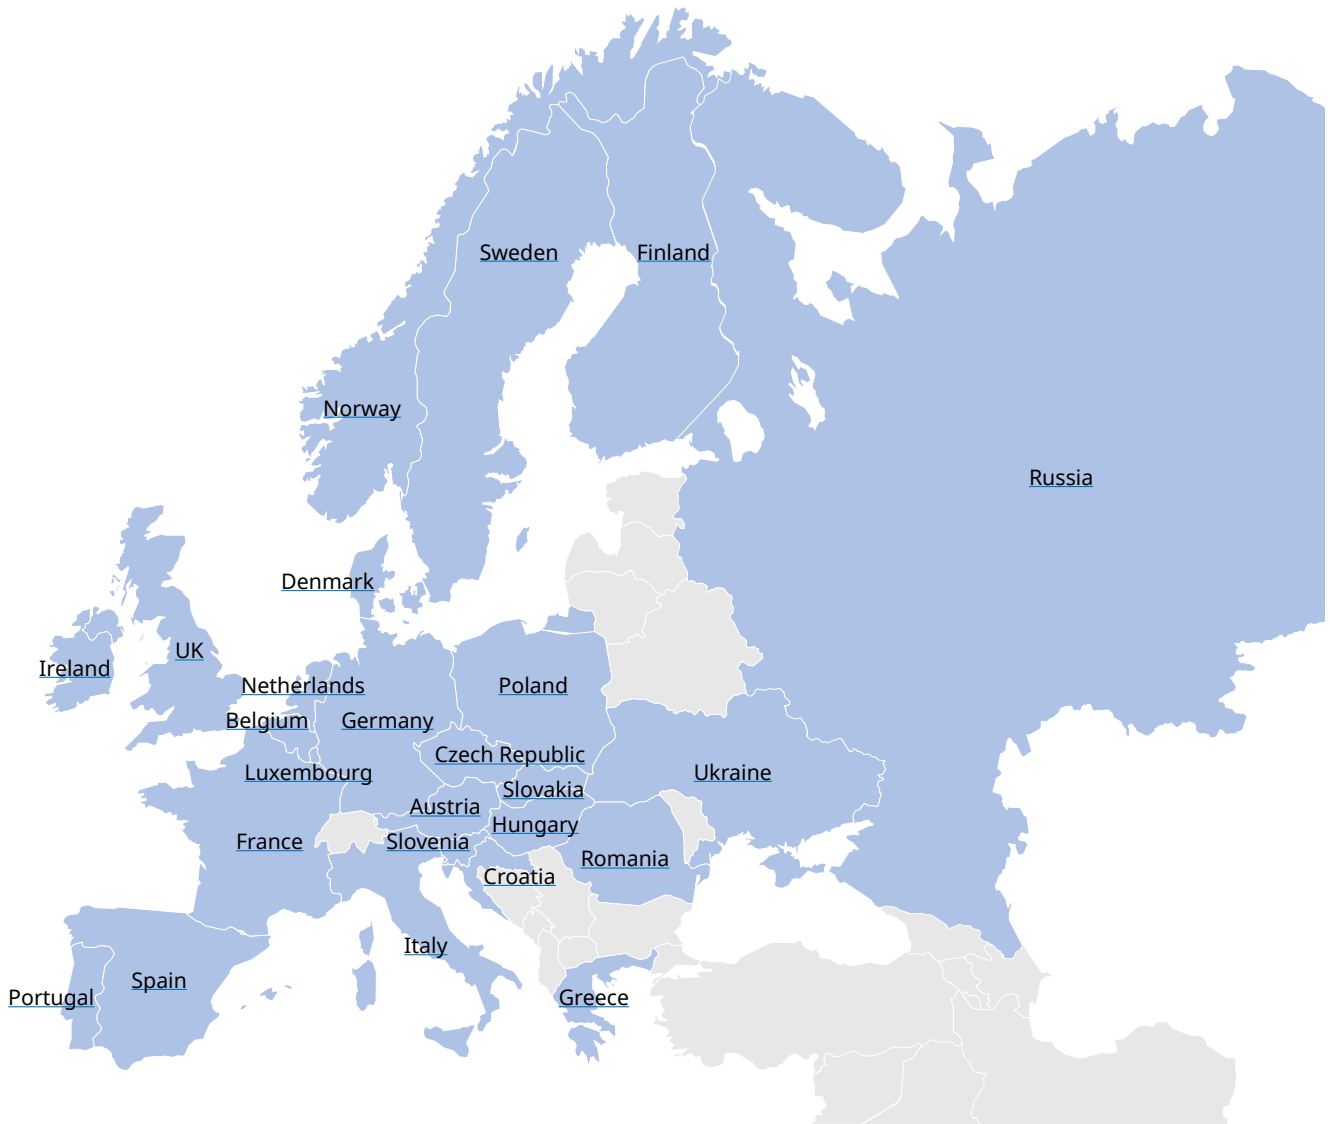 Sweden
Finland
Norway
Russia
Denmark
UK
Ireland
Netherlands
Poland
Belgium
Germany
Czech Republic
Luxembourg
Ukraine
Slovakia
Austria
Hungary
France
Slovenia
Romania
Croatia
Italy
Spain
Portugal
Greece